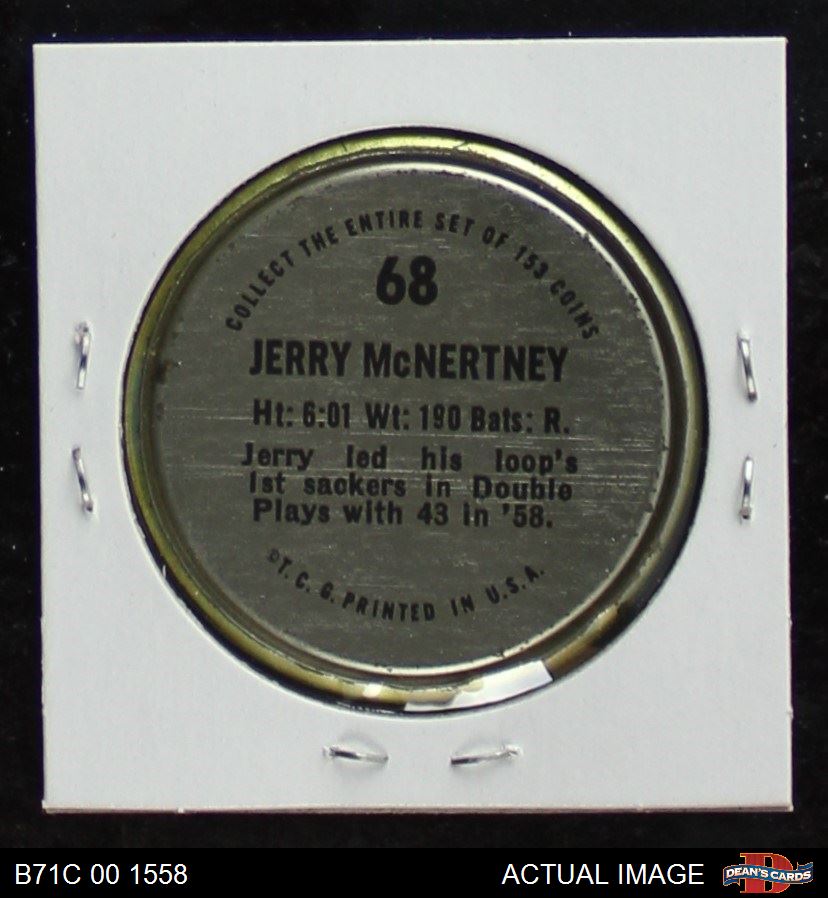 COLLECT THE ENTIRE SET OF 153 COINS
68
JERRY McNERTNEY
Ht: 6:01 Wt: 190 Bats: R.
Jerry led his loop's
1st sackers in Double
Plays with 43 in '58.
©T. C. G. PRINTED IN U.S.A.
B71C 00 1558
ACTUAL IMAGE
D
DEAN'S CARDS